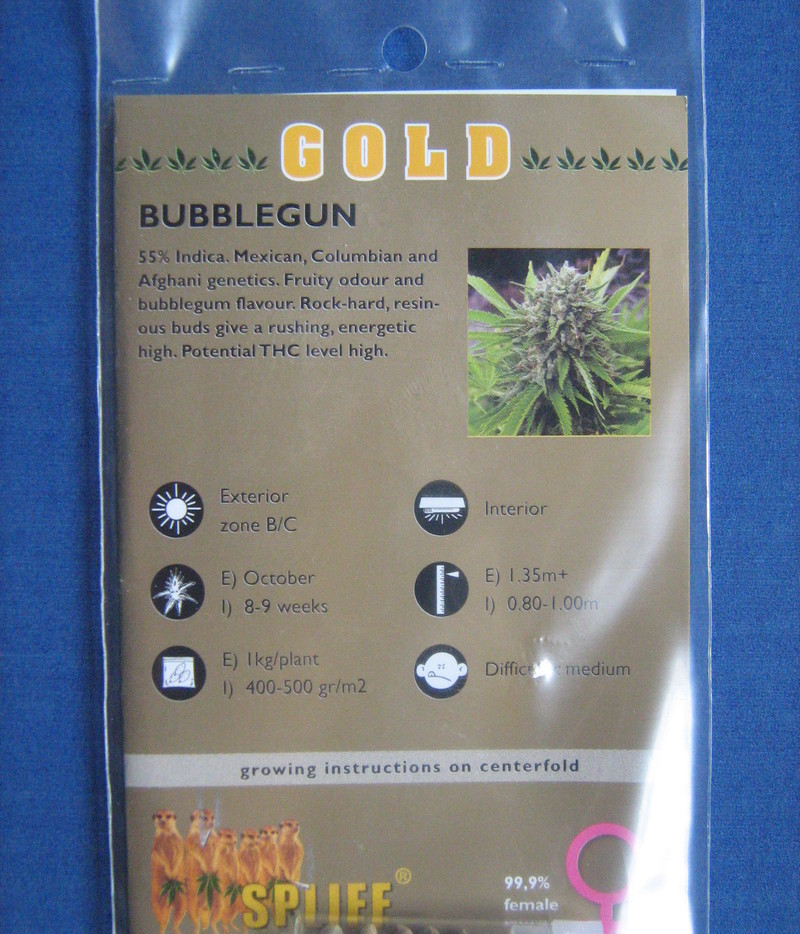 GOLD
BUBBLEGUN
55% Indica. Mexican, Columbian and
Afghani genetics. Fruity odour and
bubblegum flavour. Rock-hard, resin-
ous buds give a rushing, energetic
high. Potential THC level high.
Exterior
zone B/C
Interior
E) October
I) 8-9 weeks
E) 1.35m+
I) 0.80-1.00m
E) 1kg/plant
I) 400-500 gr/m2
medium
growing instructions on centerfold
SPLIFF®
99,9%
female